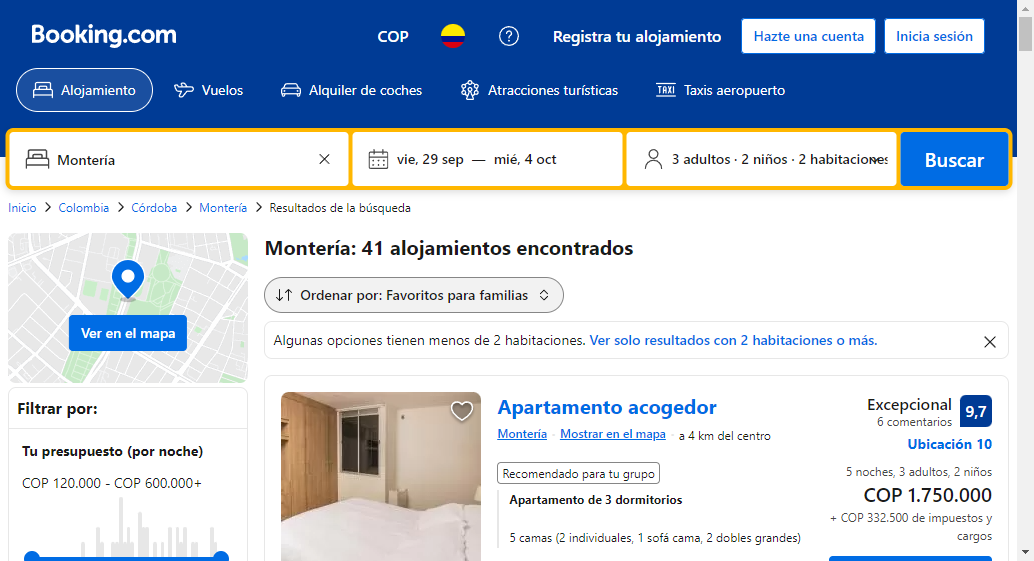 Booking.com
COP
Registra tu alojamiento
Hazte una cuenta
Inicia sesión
Alojamiento
Vuelos
Alquiler de coches
Atracciones turísticas
TAXI
Taxis aeropuerto
Montería
vie, 29 sep — mié, 4 oct
3 adultos · 2 niños · 2 habitaciones
Buscar
Inicio > Colombia > Córdoba > Montería > Resultados de la búsqueda
Ver en el mapa
Filtrar por:
Tu presupuesto (por noche)
COP 120.000 - COP 600.000+
Montería: 41 alojamientos encontrados
Ordenar por: Favoritos para familias
Algunas opciones tienen menos de 2 habitaciones. Ver solo resultados con 2 habitaciones o más.
Apartamento acogedor
Montería · Mostrar en el mapa · a 4 km del centro
Recomendado para tu grupo
Apartamento de 3 dormitorios
5 camas (2 individuales, 1 sofá cama, 2 dobles grandes)
Excepcional
6 comentarios
9,7
Ubicación 10
5 noches, 3 adultos, 2 niños
COP 1.750.000
+ COP 332.500 de impuestos y
cargos